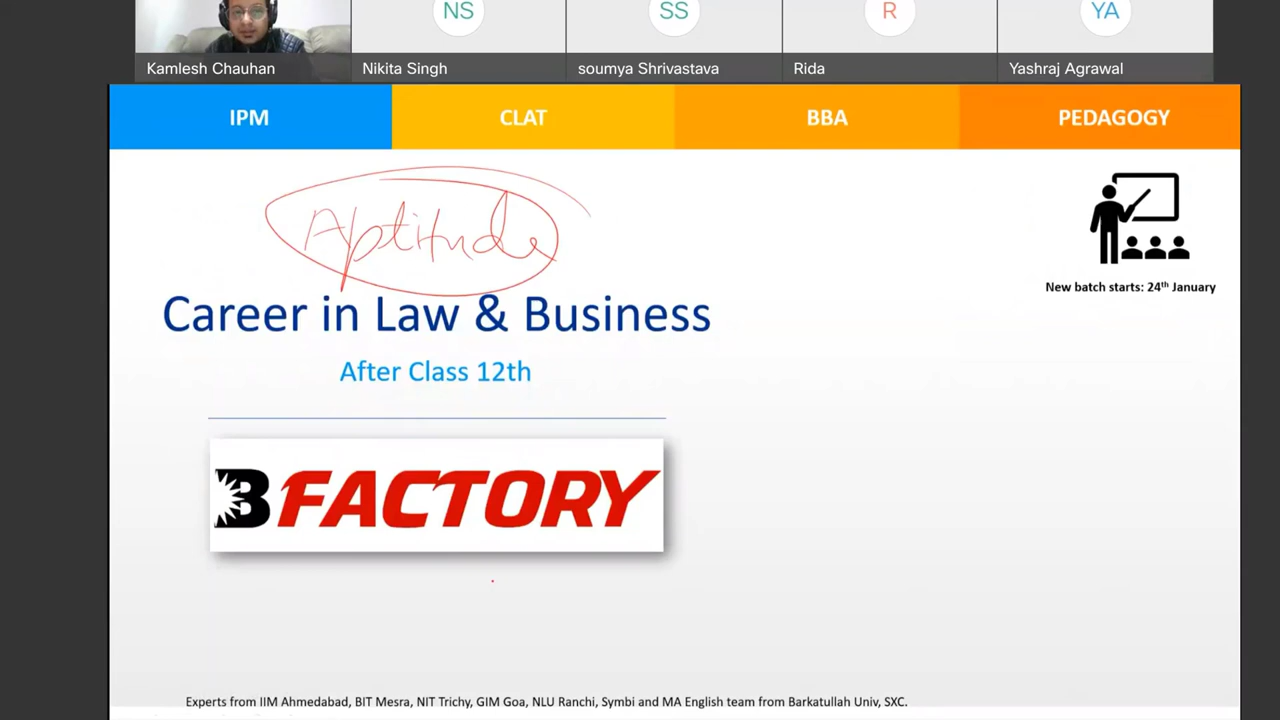 NS SS R YA
Kamlesh Chauhan Nikita Singh soumya Shrivastava Rida Yashraj Agrawal
IPM CLAT BBA PEDAGOGY
Aptitude
New batch starts: 24th January
Career in Law & Business
After Class 12th
B FACTORY
Experts from IIM Ahmedabad, BIT Mesra, NIT Trichy, GIM Goa, NLU Ranchi, Symbi and MA English team from Barkatullah Univ, SXC.